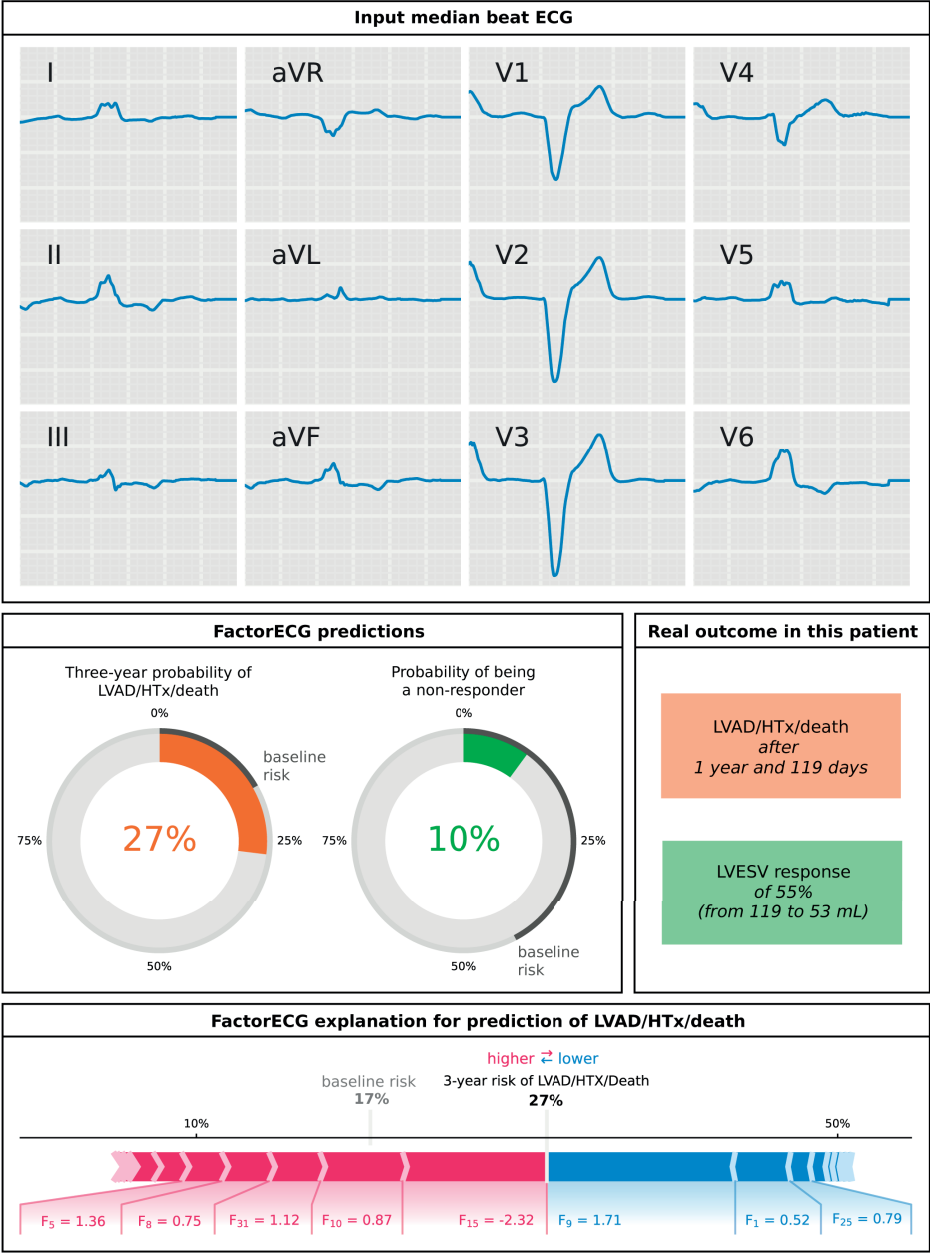 Input median beat ECG
I
aVR
V1
V4
II
aVL
V2
V5
III
aVF
V3
V6
FactorECG predictions
Three-year probability of
LVAD/HTx/death
0%
baseline
risk
27%
75%
25%
50%
Probability of being
a non-responder
0%
10%
75%
25%
50%
baseline
risk
Real outcome in this patient
LVAD/HTx/death
after
1 year and 119 days
LVESV response
of 55%
(from 119 to 53 mL)
FactorECG explanation for prediction of LVAD/HTx/death
higher ⇄ lower
baseline risk
17%
3-year risk of LVAD/HTX/Death
27%
10%
50%
F₅ = 1.36
F₈ = 0.75
F₃₁ = 1.12
F₁₀ = 0.87
F₁₅ = -2.32
F₉ = 1.71
F₁ = 0.52
F₂₅ = 0.79